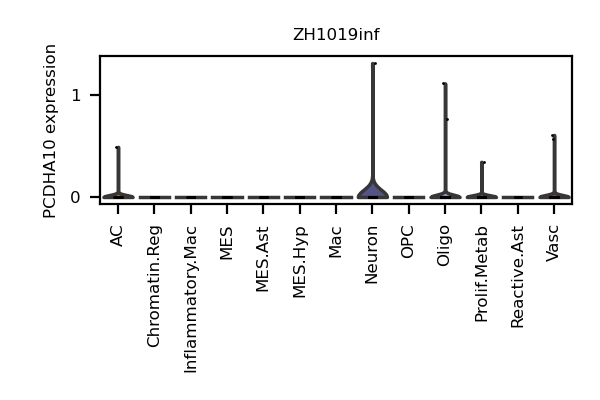 ZH1019inf
PCDHA10 expression
1
0
AC
Chromatin.Reg
Inflammatory.Mac
MES
MES.Ast
MES.Hyp
Mac
Neuron
OPC
Oligo
Prolif.Metab
Reactive.Ast
Vasc